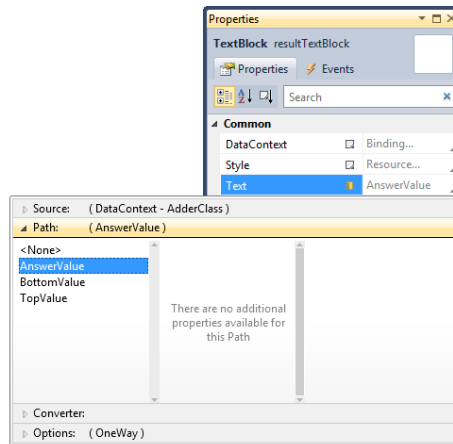 Properties
TextBlock resultTextBlock
Properties Events
Search
Common
DataContext Binding...
Style Resource...
Text AnswerValue
Source: ( DataContext - AdderClass )
Path: ( AnswerValue )
<None>
AnswerValue
BottomValue
TopValue
There are no additional
properties available for
this Path
Converter:
Options: ( OneWay )